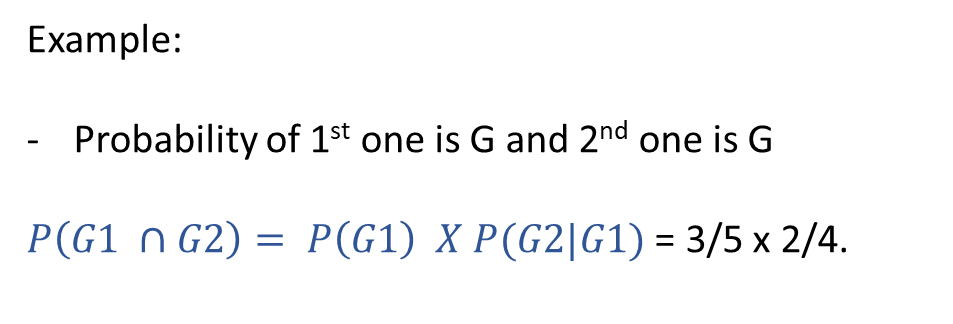 Example:
- Probability of 1st one is G and 2nd one is G
P(G1 ∩ G2) = P(G1) X P(G2|G1) = 3/5 x 2/4.